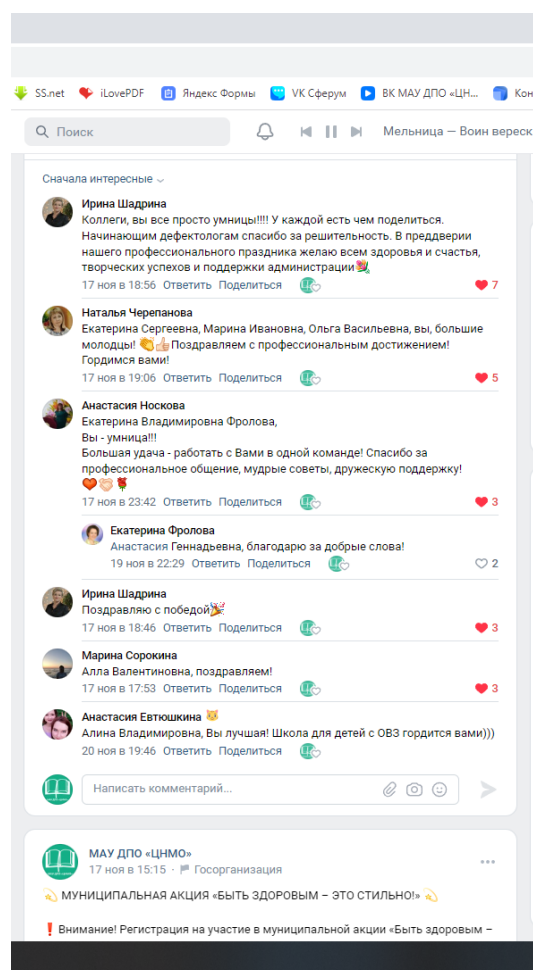 SS.net iLovePDF Яндекс Формы VK Сферум ВК МАУ ДПО «ЦН... Кон
Поиск Мельница — Воин вереск
Сначала интересные
Ирина Шадрина
Коллеги, вы все просто умницы!!!! У каждой есть чем поделиться.
Начинающим дефектологам спасибо за решительность. В преддверии
нашего профессионального праздника желаю всем здоровья и счастья,
творческих успехов и поддержки администрации💐
17 ноя в 18:56 Ответить Поделиться 7
Наталья Черепанова
Екатерина Сергеевна, Марина Ивановна, Ольга Васильевна, вы, большие
молодцы! 👏👍Поздравляем с профессиональным достижением!
Гордимся вами!
17 ноя в 19:06 Ответить Поделиться 5
Анастасия Носкова
Екатерина Владимировна Фролова,
Вы - умница!!!
Большая удача - работать с Вами в одной команде! Спасибо за
профессиональное общение, мудрые советы, дружескую поддержку!
17 ноя в 23:42 Ответить Поделиться 3
Екатерина Фролова
Анастасия Геннадьевна, благодарю за добрые слова!
19 ноя в 22:29 Ответить Поделиться 2
Ирина Шадрина
Поздравляю с победой🎉
17 ноя в 18:46 Ответить Поделиться 3
Марина Сорокина
Алла Валентиновна, поздравляем!
17 ноя в 17:53 Ответить Поделиться 3
Анастасия Евтюшкина
Алина Владимировна, Вы лучшая! Школа для детей с ОВЗ гордится вами)))
20 ноя в 19:46 Ответить Поделиться
Написать комментарий...
МАУ ДПО «ЦНМО»
17 ноя в 15:15 · Госорганизация
💫 МУНИЦИПАЛЬНАЯ АКЦИЯ «БЫТЬ ЗДОРОВЫМ – ЭТО СТИЛЬНО!» 💫
❗ Внимание! Регистрация на участие в муниципальной акции «Быть здоровым –